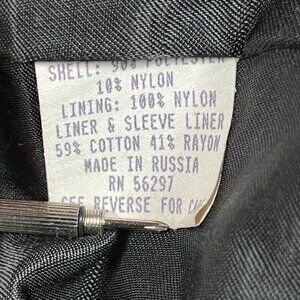 SHELL: 90% POLYESTER
10% NYLON
LINING: 100% NYLON
LINER & SLEEVE LINER
59% COTTON 41% RAYON
MADE IN RUSSIA
RN 56297
SEE REVERSE FOR